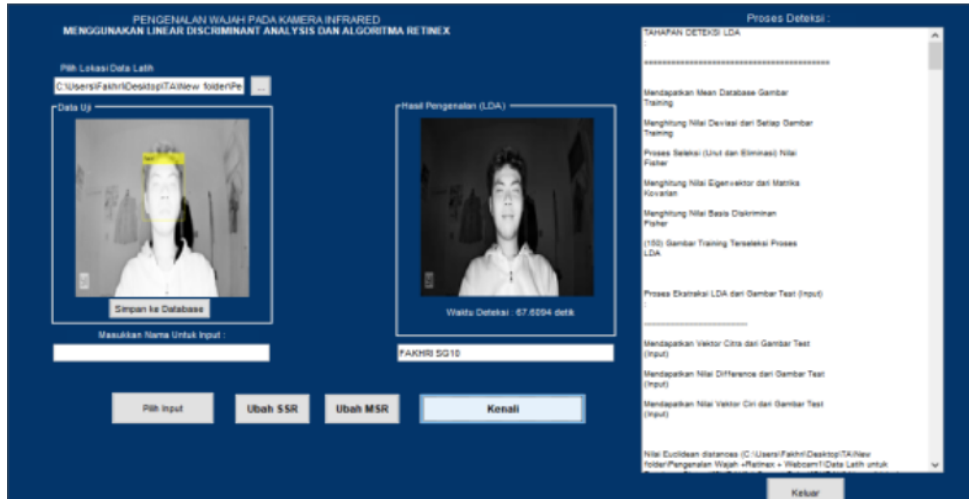 PENGENALAN WAJAH PADA KAMERA INFRARED
MENGGUNAKAN LINEAR DISCRIMINANT ANALYSIS DAN ALGORITMA RETINEX
Pilih Lokasi Data Latih
C:\Users\Fakhri\Desktop\TA\New folder\Pe
...
Data Uji
Simpan ke Database
Masukkan Nama Untuk Input :
Hasil Pengenalan (LDA)
Waktu Deteksi : 67.6094 detik
FAKHRI SG10
Pilih Input
Ubah SSR
Ubah MSR
Kenali
Proses Deteksi :
TAHAPAN DETEKSI LDA
:
==========================================
Mendapatkan Mean Database Gambar
Training
Menghitung Nilai Deviasi dari Setiap Gambar
Training
Proses Seleksi (Urut dan Eliminasi) Nilai
Fisher
Menghitung Nilai Eigenvektor dari Matriks
Kovarian
Menghitung Nilai Basis Diskriminan
Fisher
(150) Gambar Training Terseleksi Proses
LDA
Proses Ekstraksi LDA dari Gambar Test (Input)
:
------------------------------
Mendapatkan Vektor Citra dari Gambar Test
(Input)
Mendapatkan Nilai Difference dari Gambar Test
(Input)
Mendapatkan Nilai Vektor Ciri dari Gambar Test
(Input)
Nilai Euclidean distances (C:\Users\Fakhri\Desktop\TA\New
folder\Pengenalan Wajah +Retinex + Webcam1\Data Latih untuk
Keluar